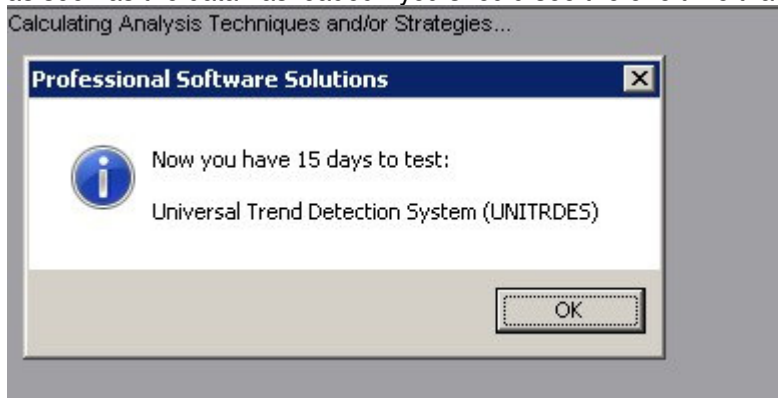 Calculating Analysis Techniques and/or Strategies...
Professional Software Solutions
Now you have 15 days to test:
Universal Trend Detection System (UNITRDES)
OK